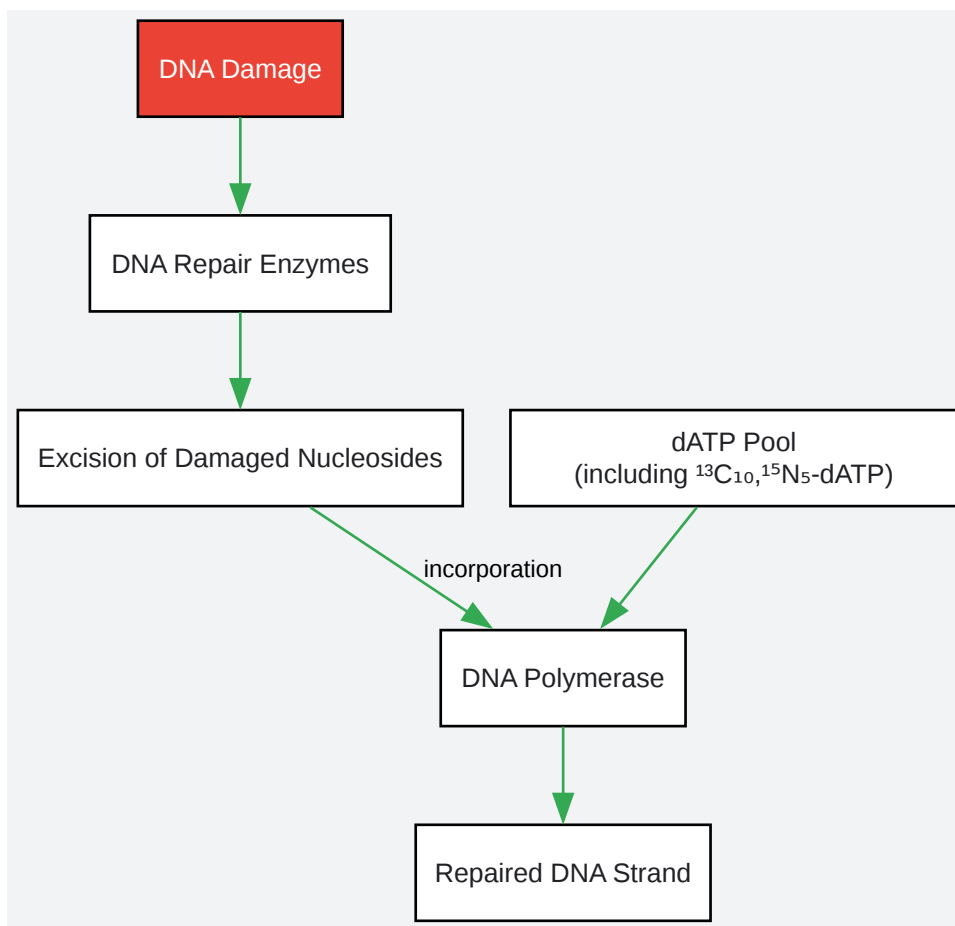 DNA Damage
DNA Repair Enzymes
Excision of Damaged Nucleosides
dATP Pool
(including ¹³C₁₀,¹⁵N₅-dATP)
incorporation
DNA Polymerase
Repaired DNA Strand